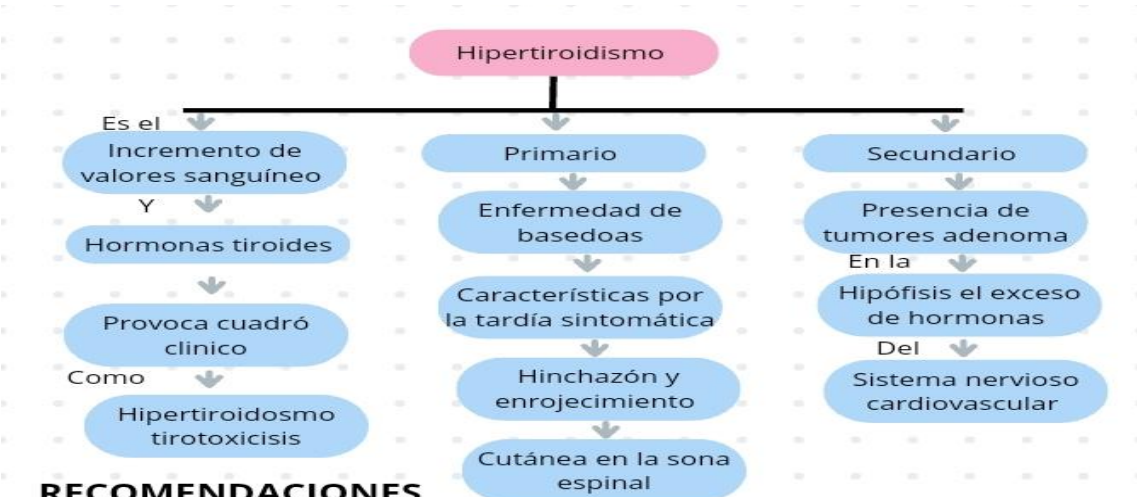 Hipertiroidismo
Es el
Incremento de
valores sanguíneo
Y
Hormonas tiroides
Provoca cuadró
clinico
Como
Hipertiroidosmo
tirotoxicisis
Primario
Enfermedad de
basedoas
Características por
la tardía sintomática
Hinchazón y
enrojecimiento
Cutánea en la sona
espinal
Secundario
Presencia de
tumores adenoma
En la
Hipófisis el exceso
de hormonas
Del
Sistema nervioso
cardiovascular
RECOMENDACIONES